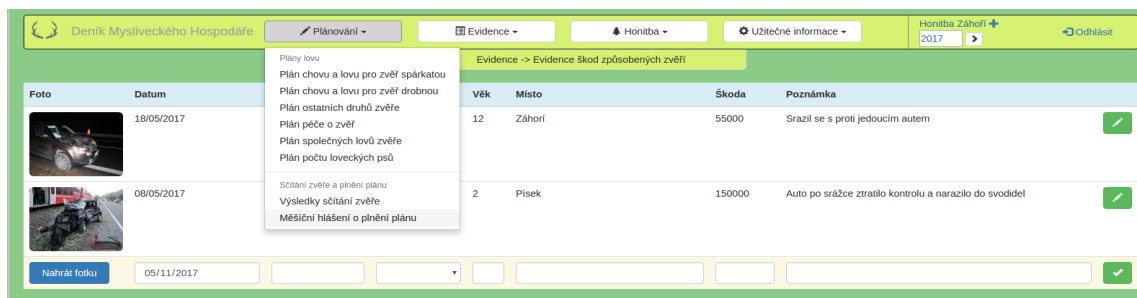 Deník Mysliveckého Hospodáře Plánování Evidence Honitba Užitečné informace Honitba Záhoří Odhlásit
2017
Evidence -> Evidence škod způsobených zvěří
Plány lovu
Plán chovu a lovu pro zvěř spárkatou
Plán chovu a lovu pro zvěř drobnou
Plán ostatních druhů zvěře
Plán péče o zvěř
Plán společných lovů zvěře
Plán počtu loveckých psů
Sčítání zvěře a plnění plánu
Výsledky sčítání zvěře
Měšíční hlášení o plnění plánu
Foto Datum Věk Místo Škoda Poznámka
18/05/2017 12 Záhoří 55000 Srazil se s proti jedoucím autem
08/05/2017 2 Písek 150000 Auto po srážce ztratilo kontrolu a narazilo do svodidel
Nahrát fotku 05/11/2017